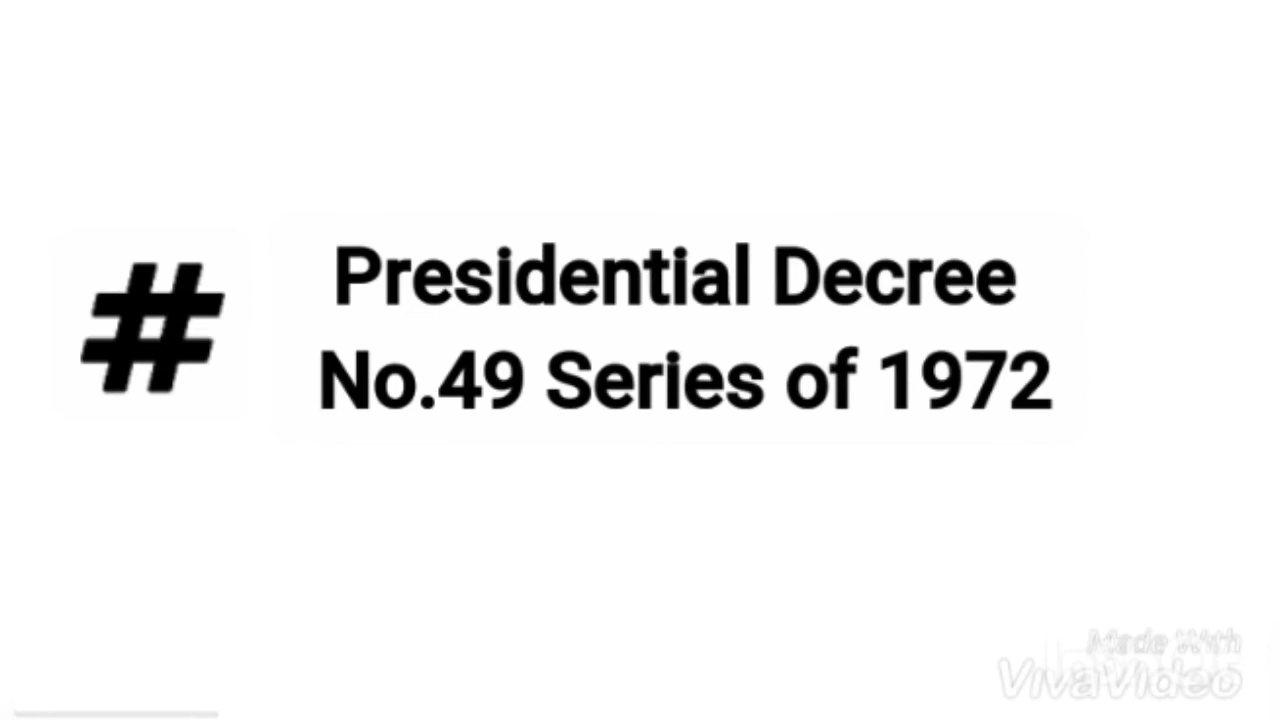 # Presidential Decree
No.49 Series of 1972
Made With
VivaVideo